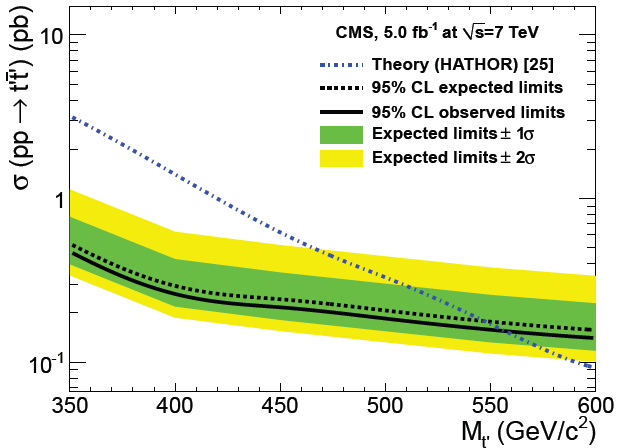 σ (pp → t't̄') (pb)
10
1
10⁻¹
CMS, 5.0 fb⁻¹ at √s=7 TeV
Theory (HATHOR) [25]
95% CL expected limits
95% CL observed limits
Expected limits ± 1σ
Expected limits ± 2σ
350 400 450 500 550 600
M_t' (GeV/c²)